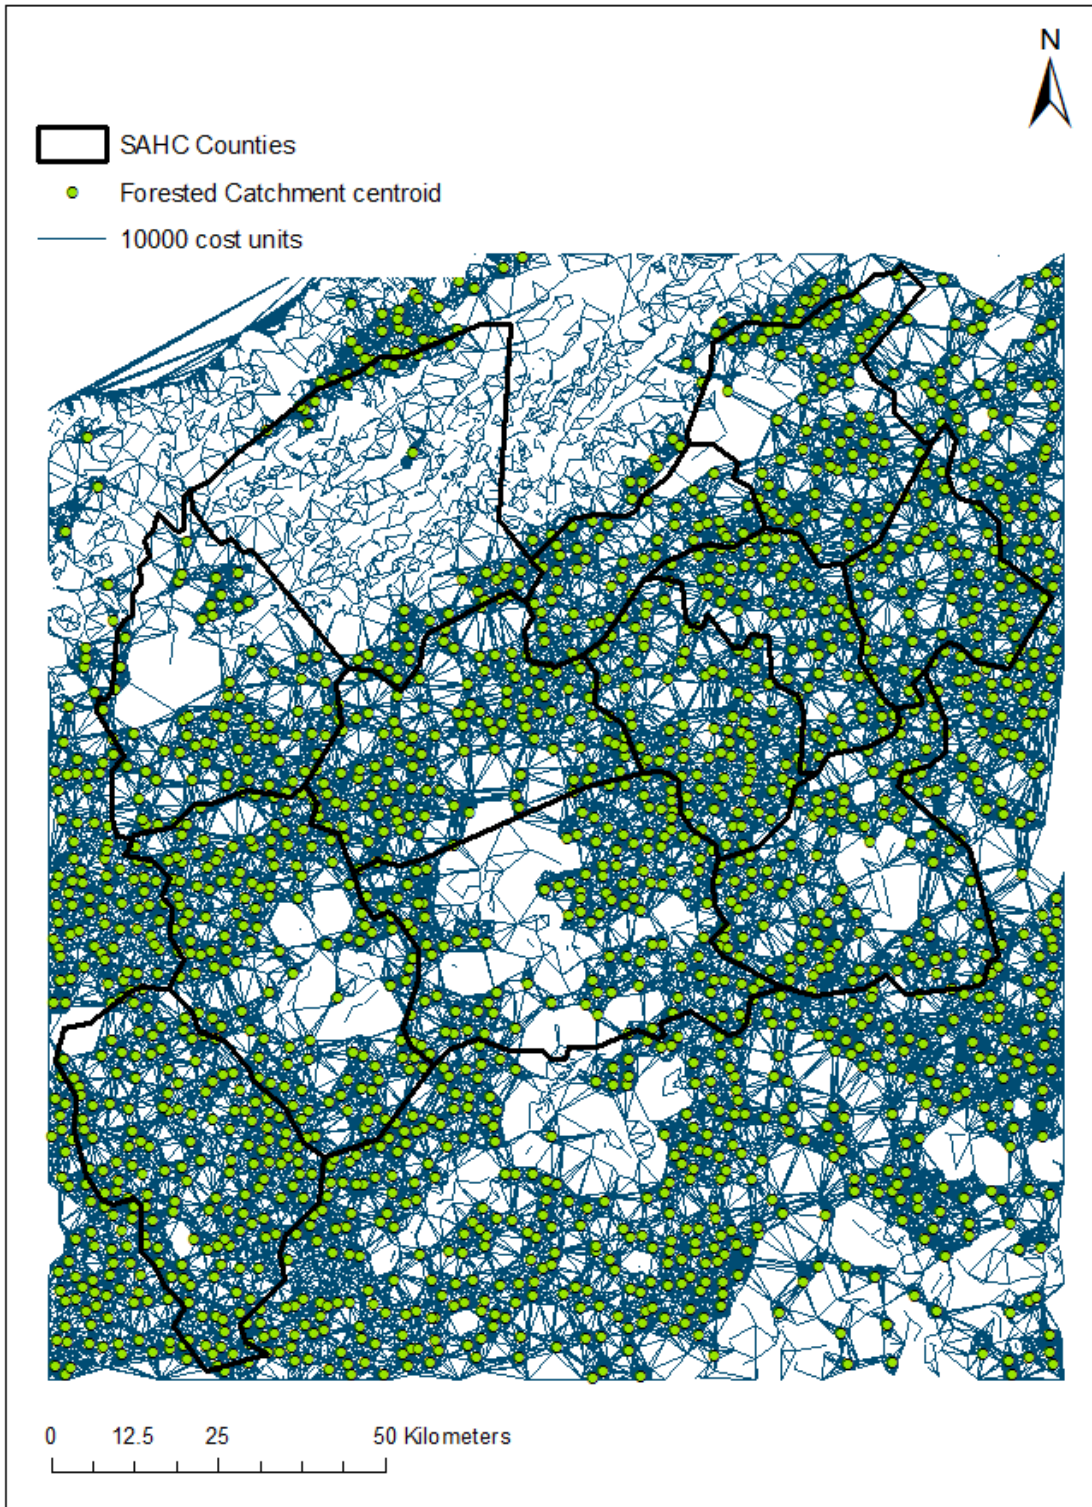 N
SAHC Counties
Forested Catchment centroid
10000 cost units
0 12.5 25 50 Kilometers